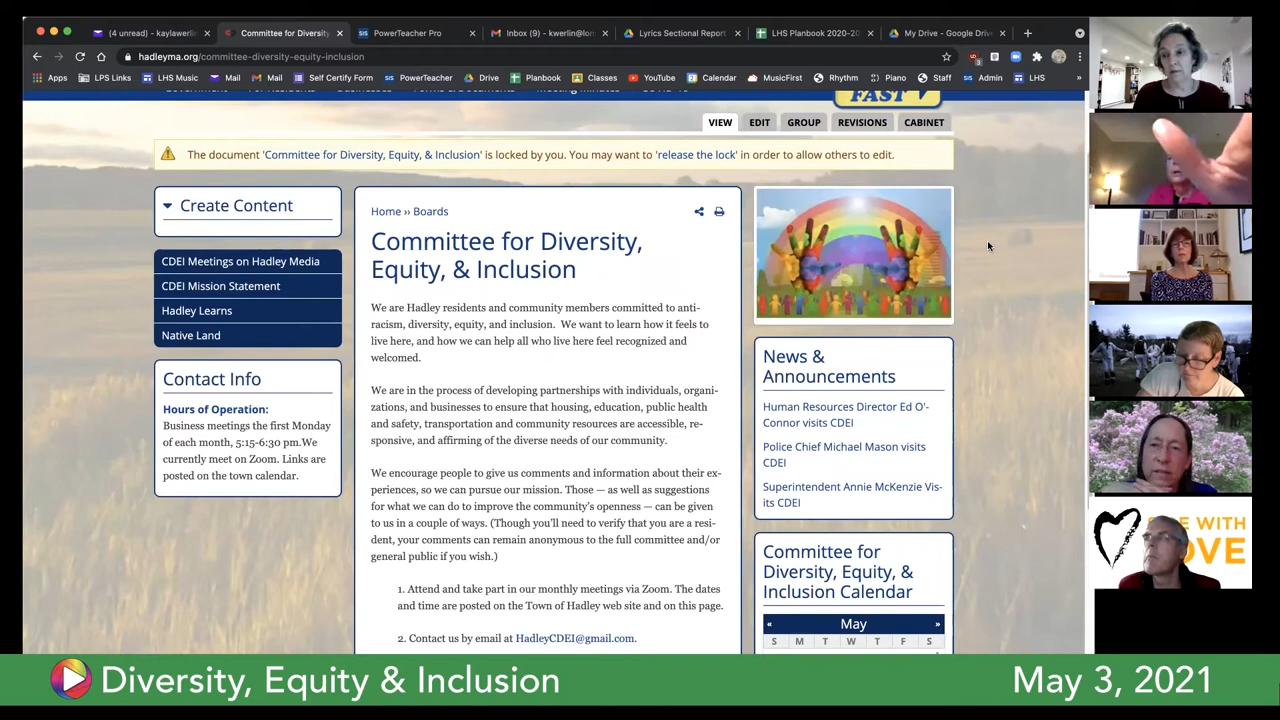 (4 unread) - kaylawerlin
Committee for Diversity
PowerTeacher Pro
Inbox (9) - kwerlin@lon
Lyrics Sectional Report
LHS Planbook 2020-20
My Drive - Google Drive
hadleyma.org/committee-diversity-equity-inclusion
Apps
LPS Links
LHS Music
Mail
Mail
Self Certify Form
PowerTeacher
Drive
Planbook
Classes
YouTube
Calendar
MusicFirst
Rhythm
Piano
Staff
Admin
LHS
»
FAST
VIEW
EDIT
GROUP
REVISIONS
CABINET
The document 'Committee for Diversity, Equity, & Inclusion' is locked by you. You may want to 'release the lock' in order to allow others to edit.
Create Content
CDEI Meetings on Hadley Media
CDEI Mission Statement
Hadley Learns
Native Land
Contact Info
Hours of Operation:
Business meetings the first Monday
of each month, 5:15-6:30 pm.We
currently meet on Zoom. Links are
posted on the town calendar.
Home ›› Boards
Committee for Diversity,
Equity, & Inclusion
We are Hadley residents and community members committed to anti-
racism, diversity, equity, and inclusion. We want to learn how it feels to
live here, and how we can help all who live here feel recognized and
welcomed.
We are in the process of developing partnerships with individuals, organi-
zations, and businesses to ensure that housing, education, public health
and safety, transportation and community resources are accessible, re-
sponsive, and affirming of the diverse needs of our community.
We encourage people to give us comments and information about their ex-
periences, so we can pursue our mission. Those — as well as suggestions
for what we can do to improve the community's openness — can be given
to us in a couple of ways. (Though you'll need to verify that you are a resi-
dent, your comments can remain anonymous to the full committee and/or
general public if you wish.)
1. Attend and take part in our monthly meetings via Zoom. The dates
and time are posted on the Town of Hadley web site and on this page.
2. Contact us by email at HadleyCDEI@gmail.com.
News &
Announcements
Human Resources Director Ed O'-
Connor visits CDEI
Police Chief Michael Mason visits
CDEI
Superintendent Annie McKenzie Vis-
its CDEI
Committee for
Diversity, Equity, &
Inclusion Calendar
« May »
S M T W T F S
WITH
OVE
Diversity, Equity & Inclusion
May 3, 2021